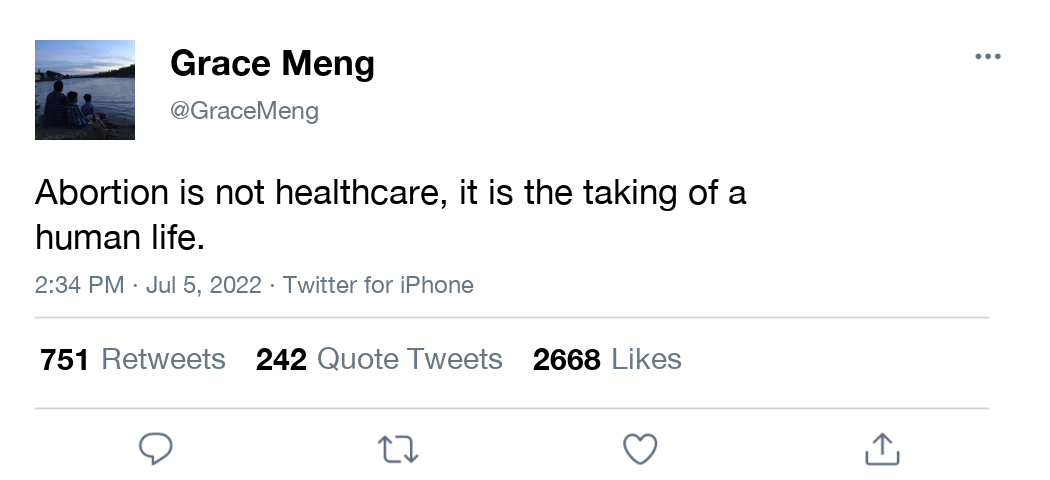 Grace Meng
@GraceMeng
Abortion is not healthcare, it is the taking of a
human life.
2:34 PM · Jul 5, 2022 · Twitter for iPhone
751 Retweets 242 Quote Tweets 2668 Likes